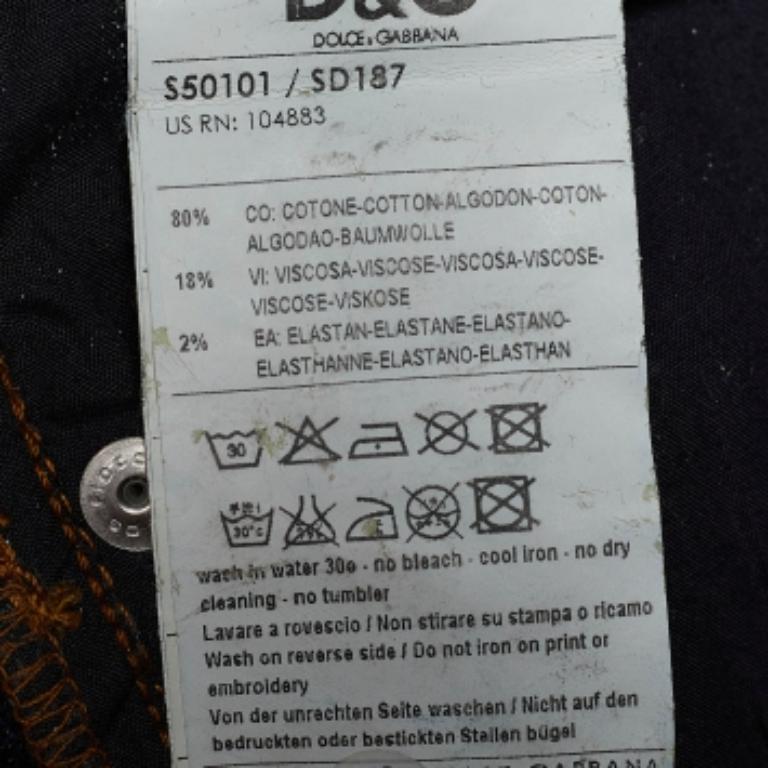 D&G
DOLCE & GABBANA
S50101 / SD187
US RN: 104883
80% CO: COTONE-COTTON-ALGODON-COTON-
ALGODAO-BAUMWOLLE
18% VI: VISCOSA-VISCOSE-VISCOSA-VISCOSE-
VISCOSE-VISKOSE
2% EA: ELASTAN-ELASTANE-ELASTANO-
ELASTHANNE-ELASTANO-ELASTHAN
30
30°c
wash in water 30o - no bleach - cool iron - no dry
cleaning - no tumbler
Lavare a rovescio / Non stirare su stampa o ricamo
Wash on reverse side / Do not iron on print or
embroidery
Von der unrechten Seite waschen / Nicht auf den
bedruckten oder bestickten Stellen bügel
GABBANA